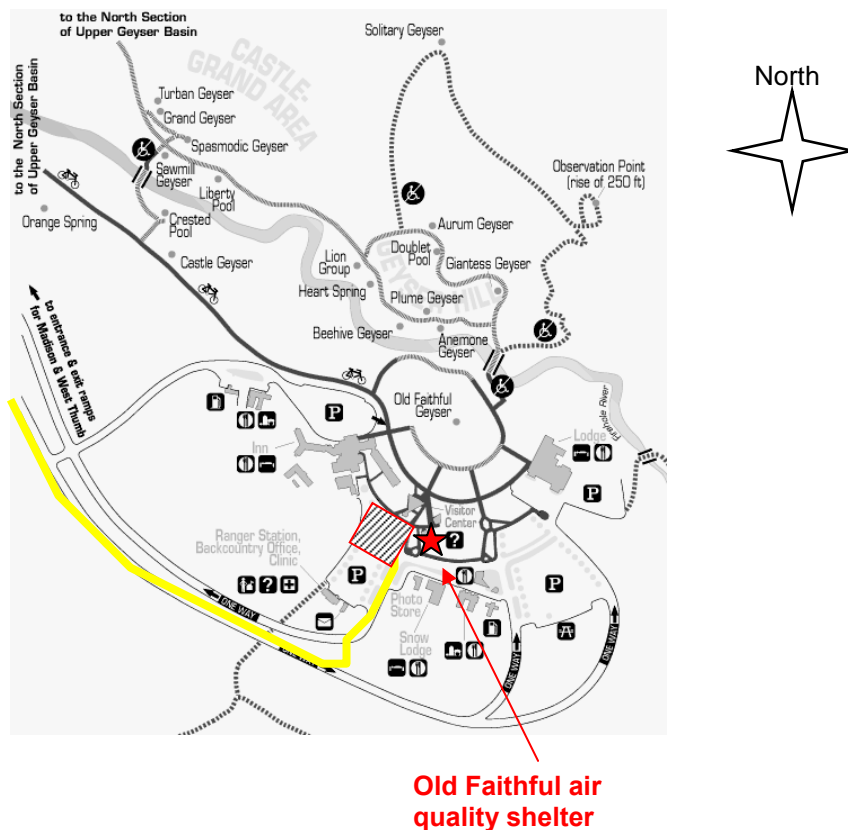 to the North Section
of Upper Geyser Basin
Solitary Geyser
North
CASTLE-
GRAND AREA
to the North Section
of Upper Geyser Basin
Turban Geyser
Grand Geyser
Spasmodic Geyser
Sawmill
Geyser
Liberty
Pool
Observation Point
(rise of 250 ft)
Orange Spring
Crested
Pool
Castle Geyser
Aurum Geyser
Doublet
Pool
Giantess Geyser
GEYSER HILL
Lion
Group
Heart Spring
Plume Geyser
Beehive Geyser
Anemone
Geyser
to entrance & exit ramps
for Madison & West Thumb
Firehole River
P
Old Faithful
Geyser
Inn
Lodge
P
Visitor
Center
?
Ranger Station,
Backcountry Office,
Clinic
P
P
?
Photo
Store
Snow
Lodge
ONE WAY
ONE WAY
ONE WAY
ONE WAY
Old Faithful air
quality shelter